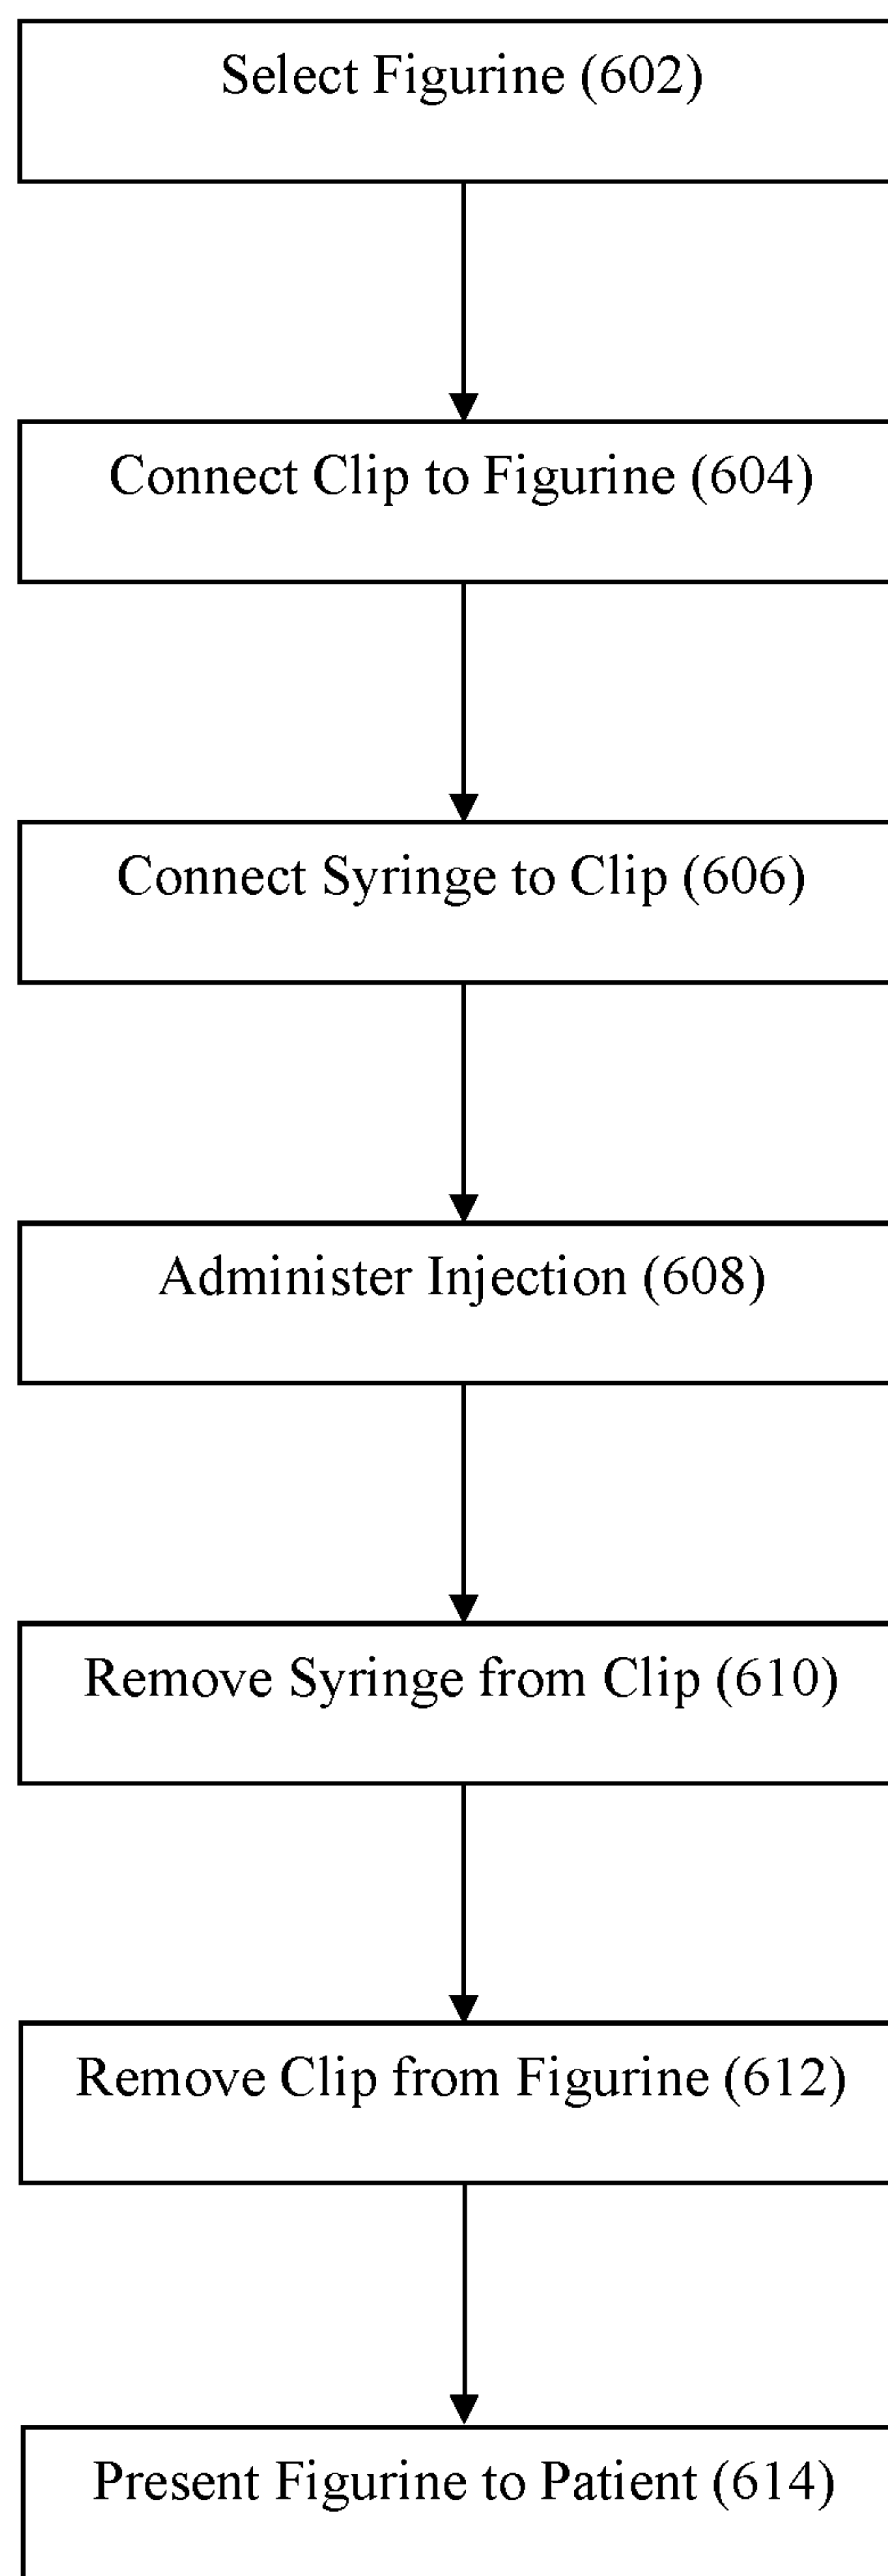 Select Figurine (602)
Connect Clip to Figurine (604)
Connect Syringe to Clip (606)
Administer Injection (608)
Remove Syringe from Clip (610)
Remove Clip from Figurine (612)
Present Figurine to Patient (614)